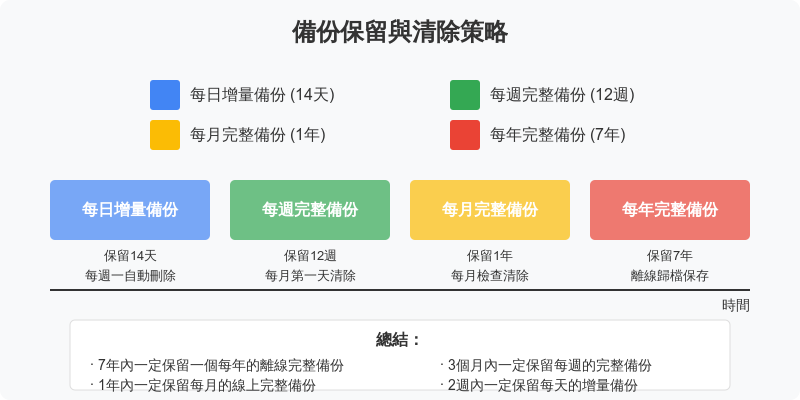 備份保留與清除策略
每日增量備份 (14天)
每週完整備份 (12週)
每月完整備份 (1年)
每年完整備份 (7年)
每日增量備份
每週完整備份
每月完整備份
每年完整備份
保留14天
每週一自動刪除
保留12週
每月第一天清除
保留1年
每月檢查清除
保留7年
離線歸檔保存
時間
總結：
· 7年內一定保留一個每年的離線完整備份
· 1年內一定保留每月的線上完整備份
· 3個月內一定保留每週的完整備份
· 2週內一定保留每天的增量備份